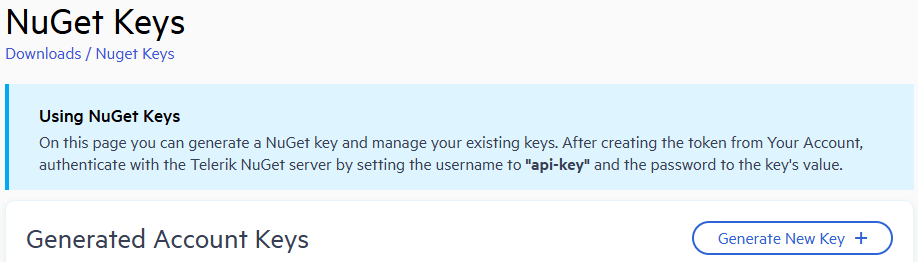 NuGet Keys
Downloads / Nuget Keys
Using NuGet Keys
On this page you can generate a NuGet key and manage your existing keys. After creating the token from Your Account,
authenticate with the Telerik NuGet server by setting the username to "api-key" and the password to the key's value.
Generated Account Keys
Generate New Key +